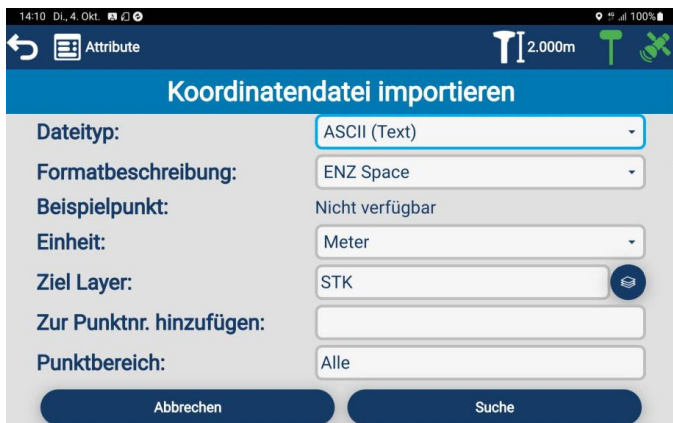 14:10 Di., 4. Okt. 100%
Attribute 2.000m
Koordinatendatei importieren
Dateityp: ASCII (Text)
Formatbeschreibung: ENZ Space
Beispielpunkt: Nicht verfügbar
Einheit: Meter
Ziel Layer: STK
Zur Punktnr. hinzufügen:
Punktbereich: Alle
Abbrechen Suche